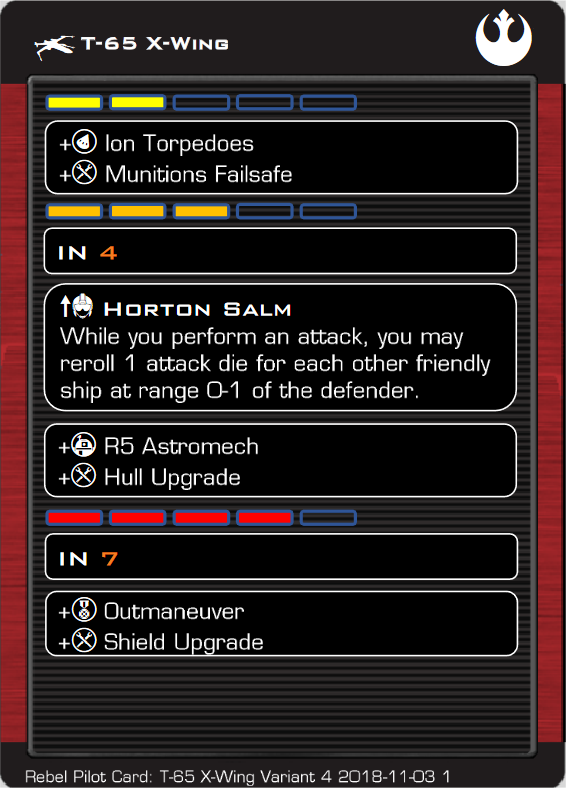 T-65 X-Wing
+ Ion Torpedoes
+ Munitions Failsafe
IN 4
Horton Salm
While you perform an attack, you may
reroll 1 attack die for each other friendly
ship at range 0-1 of the defender.
+ R5 Astromech
+ Hull Upgrade
IN 7
+ Outmaneuver
+ Shield Upgrade
Rebel Pilot Card: T-65 X-Wing Variant 4 2018-11-03 1